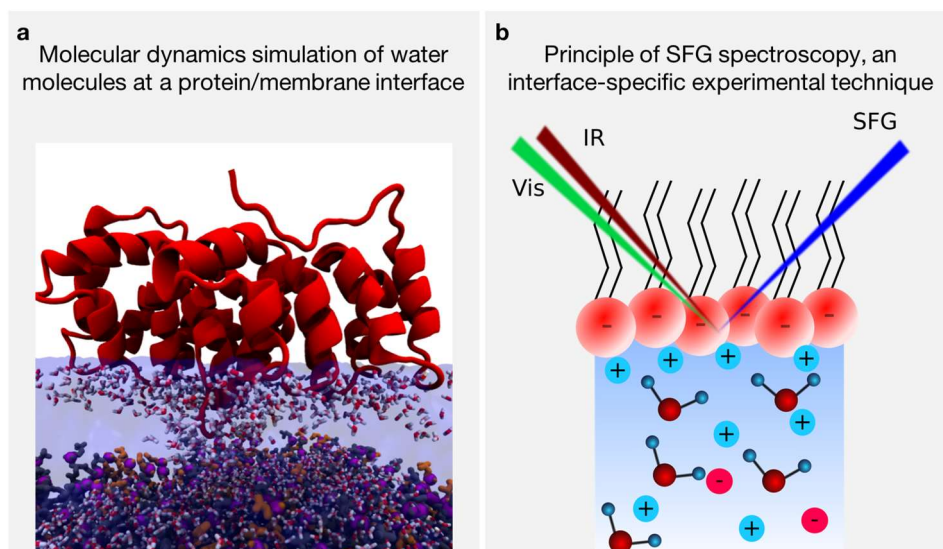 a
Molecular dynamics simulation of water
molecules at a protein/membrane interface
b
Principle of SFG spectroscopy, an
interface-specific experimental technique
SFG
IR
Vis
- - - - - -
+ + + +
+
+
-
+
+
-